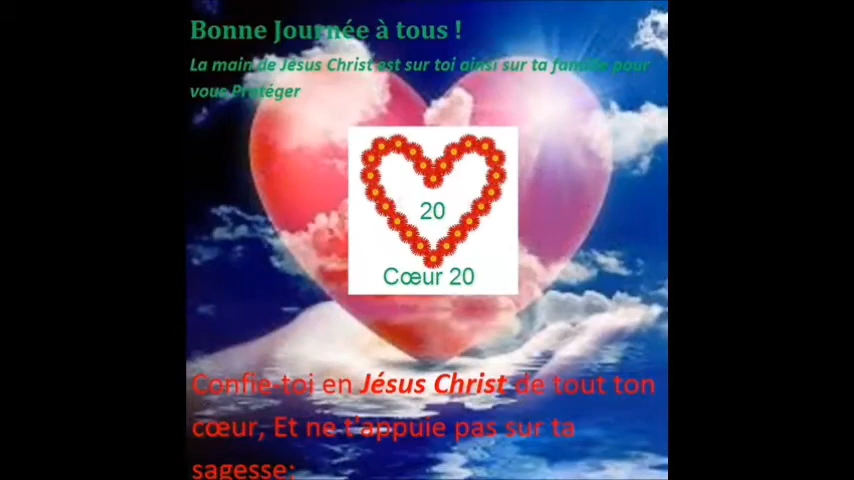 Bonne Journée à tous !
La main de Jésus Christ est sur toi ainsi sur ta famille pour
vous Protéger
20
Cœur 20
Confie-toi en Jésus Christ de tout ton
cœur, Et ne t'appuie pas sur ta
sagesse;